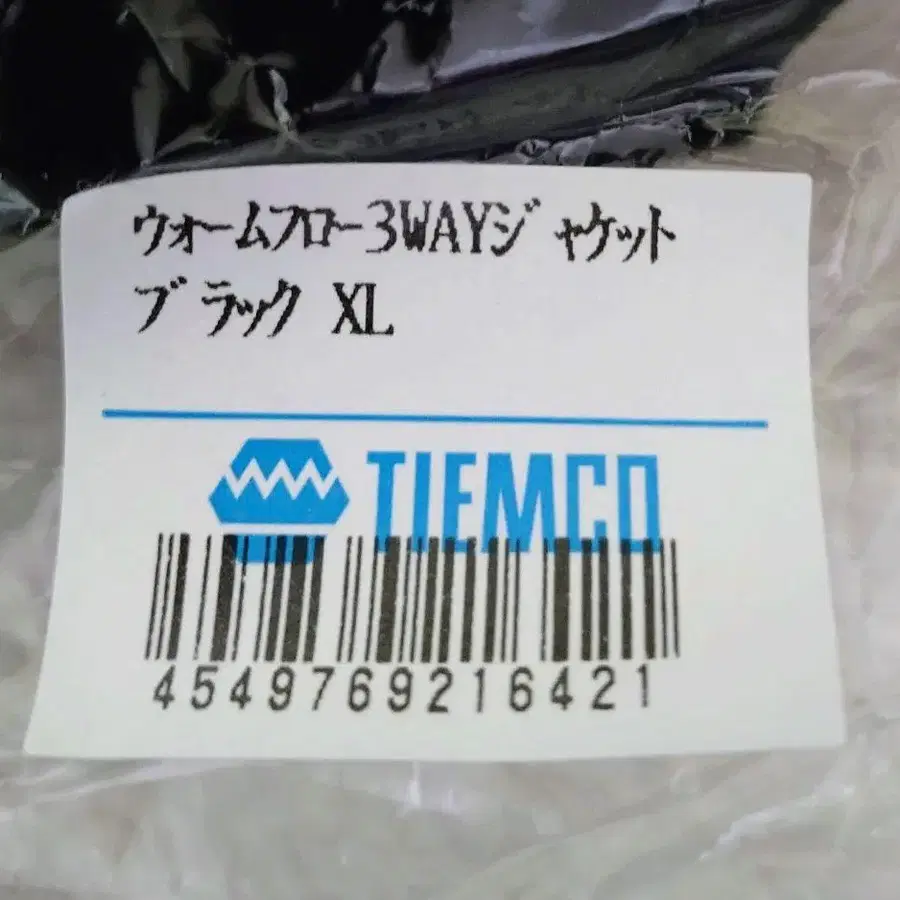 ｳｫｰﾑﾌﾛｰ3WAYｼﾞｬｹｯﾄ
ﾌﾞﾗｯｸ XL
TIEMCO
4549769216421